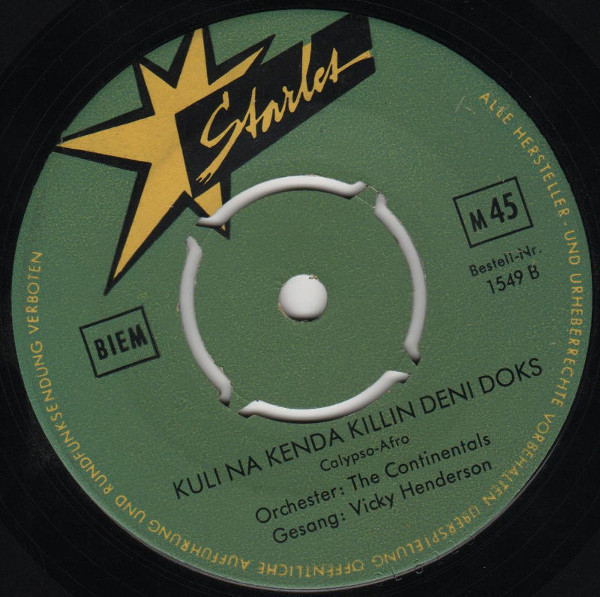 Starlet
ALLE HERSTELLER- UND URHEBERRECHTE VORBEHALTEN ÜBERSPIELUNG ÖFFENTLICHE AUFFÜHRUNG UND RUNDFUNKSENDUNG VERBOTEN
M 45
Bestell-Nr.
1549 B
BIEM
KULI NA KENDA KILLIN DENI DOKS
Calypso-Afro
Orchester: The Continentals
Gesang: Vicky Henderson